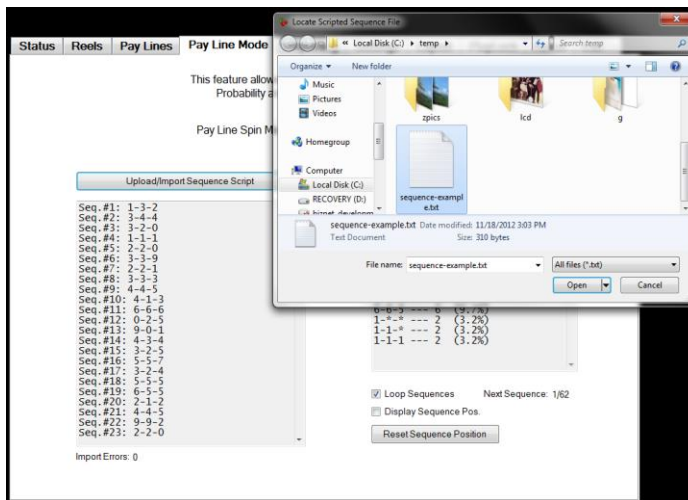 Locate Scripted Sequence File
Local Disk (C:) ▸ temp ▸
Search temp
Organize
New folder
Music
Pictures
Videos
Homegroup
Computer
Local Disk (C:)
RECOVERY (D:)
zpics
lcd
g
sequence-exampl
e.txt
sequence-example.txt Date modified: 11/18/2012 3:03 PM
Text Document Size: 310 bytes
File name: sequence-example.txt
All files (*.txt)
Open
Cancel
Status Reels Pay Lines Pay Line Mode
This feature allow
Probability a
Pay Line Spin M
Upload/Import Sequence Script
Seq.#1: 1-3-2
Seq.#2: 3-4-4
Seq.#3: 3-2-0
Seq.#4: 1-1-1
Seq.#5: 2-2-0
Seq.#6: 3-3-9
Seq.#7: 2-2-1
Seq.#8: 3-3-3
Seq.#9: 4-4-5
Seq.#10: 4-1-3
Seq.#11: 6-6-6
Seq.#12: 0-2-5
Seq.#13: 9-0-1
Seq.#14: 4-3-4
Seq.#15: 3-2-5
Seq.#16: 5-5-7
Seq.#17: 3-2-4
Seq.#18: 5-5-5
Seq.#19: 6-5-5
Seq.#20: 2-1-2
Seq.#21: 4-4-5
Seq.#22: 9-9-2
Seq.#23: 2-2-0
Import Errors: 0
6-6-5 --- 6 (9.7%)
1-*-* --- 2 (3.2%)
1-1-* --- 2 (3.2%)
1-1-1 --- 2 (3.2%)
Loop Sequences
Next Sequence: 1/62
Display Sequence Pos.
Reset Sequence Position